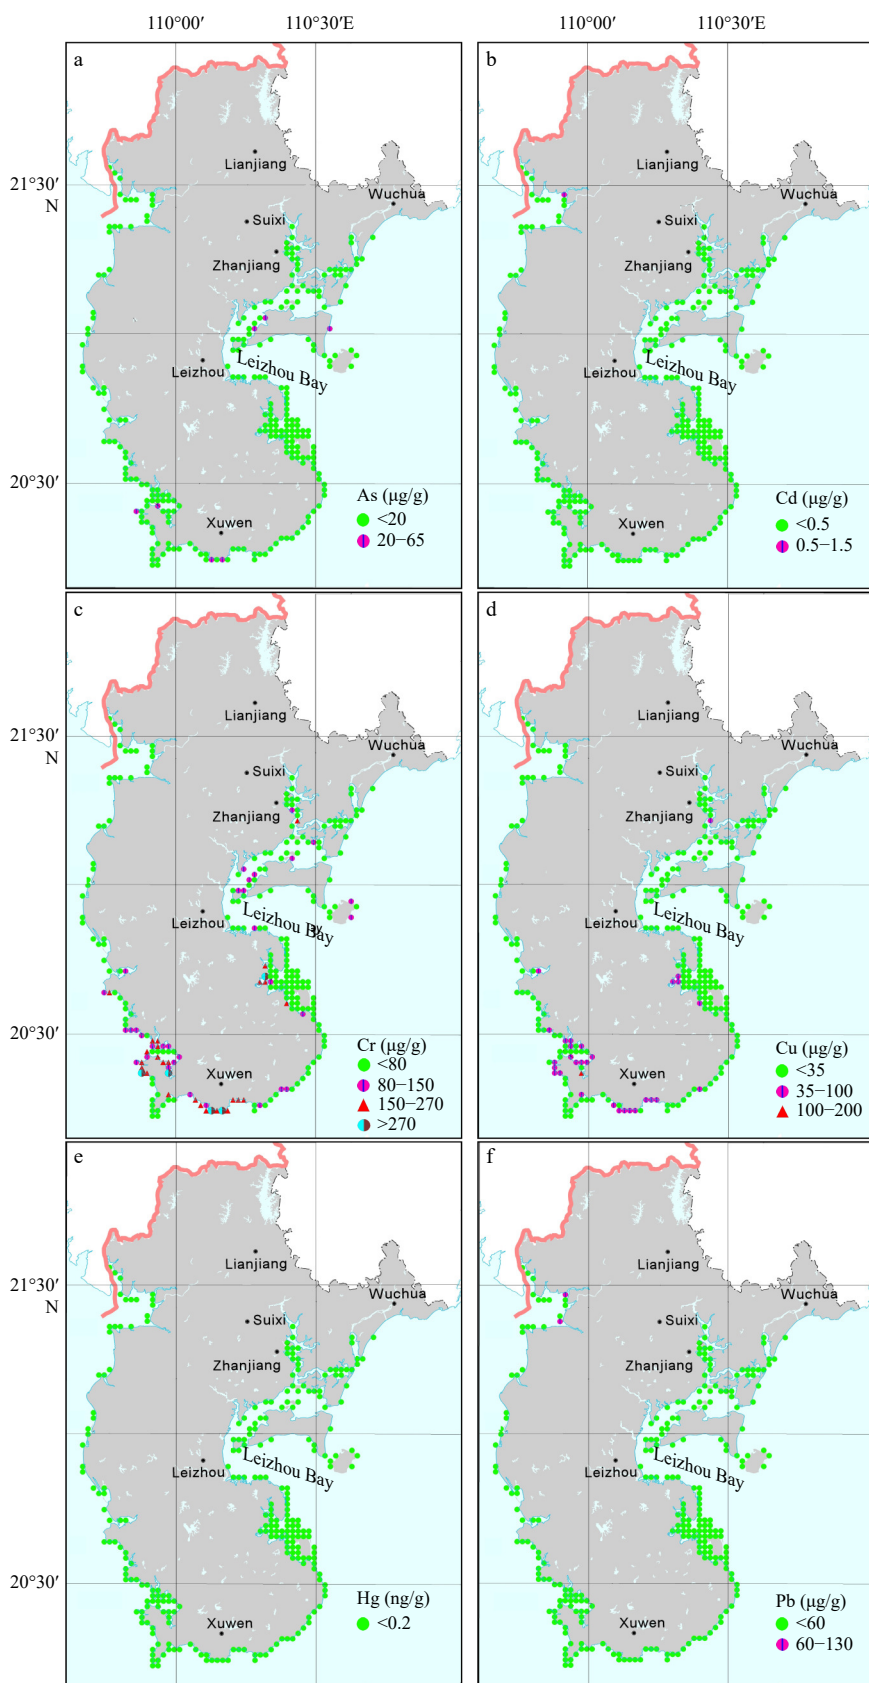 110°00′ 110°30′E 110°00′ 110°30′E
a
Lianjiang
Wuchua
21°30′
N
Suixi
Zhanjiang
Leizhou
Leizhou Bay
20°30′
As (μg/g)
<20
20−65
Xuwen
b
Lianjiang
Wuchua
Suixi
Zhanjiang
Leizhou
Leizhou Bay
Cd (μg/g)
<0.5
0.5−1.5
Xuwen
c
Lianjiang
Wuchua
21°30′
N
Suixi
Zhanjiang
Leizhou
Leizhou Bay
20°30′
Cr (μg/g)
<80
80−150
150−270
>270
Xuwen
d
Lianjiang
Wuchua
Suixi
Zhanjiang
Leizhou
Leizhou Bay
Cu (μg/g)
<35
35−100
100−200
Xuwen
e
Lianjiang
Wuchua
21°30′
N
Suixi
Zhanjiang
Leizhou
Leizhou Bay
20°30′
Hg (ng/g)
<0.2
Xuwen
f
Lianjiang
Wuchua
Suixi
Zhanjiang
Leizhou
Leizhou Bay
Pb (μg/g)
<60
60−130
Xuwen